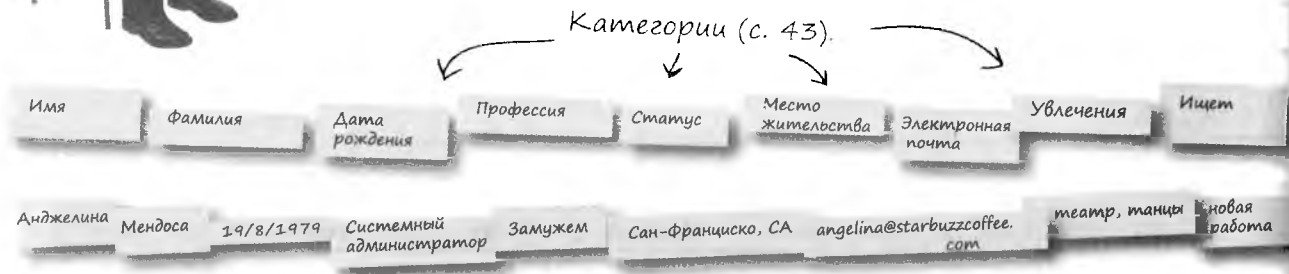 Категории (с. 43).
Имя
Фамилия
Дата
рождения
Профессия
Статус
Место
жительства
Электронная
почта
Увлечения
Ищет
Анджелина
Мендоса
19/8/1979
Системный
администратор
Замужем
Сан-Франциско, CA
angelina@starbuzzcoffee.
com
театр, танцы
новая
работа